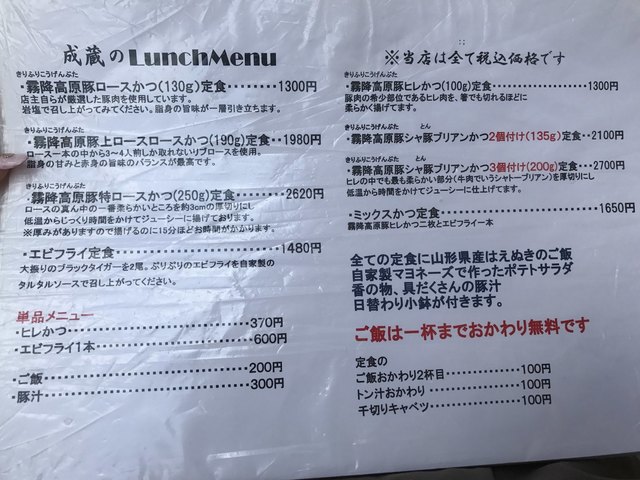 成蔵のLunchMenu
きりふりこうげんぶた
・霧降高原豚ロースかつ(130g)定食‥‥‥‥1300円
店主自らが厳選した豚肉を使用しています。
岩塩で召し上がってみてください。脂身の旨味が一層引き立ちます。
きりふりこうげんぶた
・霧降高原豚上ロースロースかつ(190g)定食‥1980円
ロース一本の中から3～4人前しか取れないリブロースを使用。
脂身の甘みと赤身の旨味のバランスが最高です。
きりふりこうげんぶた
・霧降高原豚特ロースかつ(250g)定食‥‥2620円
ロースの真ん中の一番柔らかいところを約3cmの厚切りにし
低温からじっくり時間をかけてジューシーに揚げております。
※厚みがありますので揚げるのに15分ほどお時間がかかります。
・エビフライ定食‥‥‥‥‥‥‥‥‥1480円
大振りのブラックタイガーを2尾。ぷりぷりのエビフライを自家製の
タルタルソースで召し上がってください。
単品メニュー
・ヒレかつ‥‥‥‥‥‥‥‥‥370円
・エビフライ1本‥‥‥‥‥‥‥600円
・ご飯‥‥‥‥‥‥‥‥‥‥200円
・豚汁‥‥‥‥‥‥‥‥‥‥300円
※当店は全て税込価格です
きりふりこうげんぶた
・霧降高原豚ヒレかつ(100g)定食‥‥‥‥‥‥1300円
豚肉の希少部位であるヒレ肉を、箸でも切れるほどに
柔らかく揚げてます。
きりふりこうげんぶた とん
・霧降高原豚シャ豚ブリアンかつ2個付け(135g)‥2100円
きりふりこうげんぶた とん
・霧降高原豚シャ豚ブリアンかつ3個付け(200g)‥2700円
ヒレの中でも最も柔らかい部分(牛肉でいうシャトーブリアン)を厚切りし
低温から時間をかけてジューシーに仕上げてます。
・ミックスかつ定食‥‥‥‥‥‥‥‥‥1650円
霧降高原豚ヒレかつ二枚とエビフライ一本
全ての定食に山形県産はえぬきのご飯
自家製マヨネーズで作ったポテトサラダ
香の物、具だくさんの豚汁
日替わり小鉢が付きます。
ご飯は一杯までおかわり無料です
定食の
ご飯おかわり2杯目‥‥‥‥100円
トン汁おかわり‥‥‥‥‥‥100円
千切りキャベツ‥‥‥‥‥‥100円